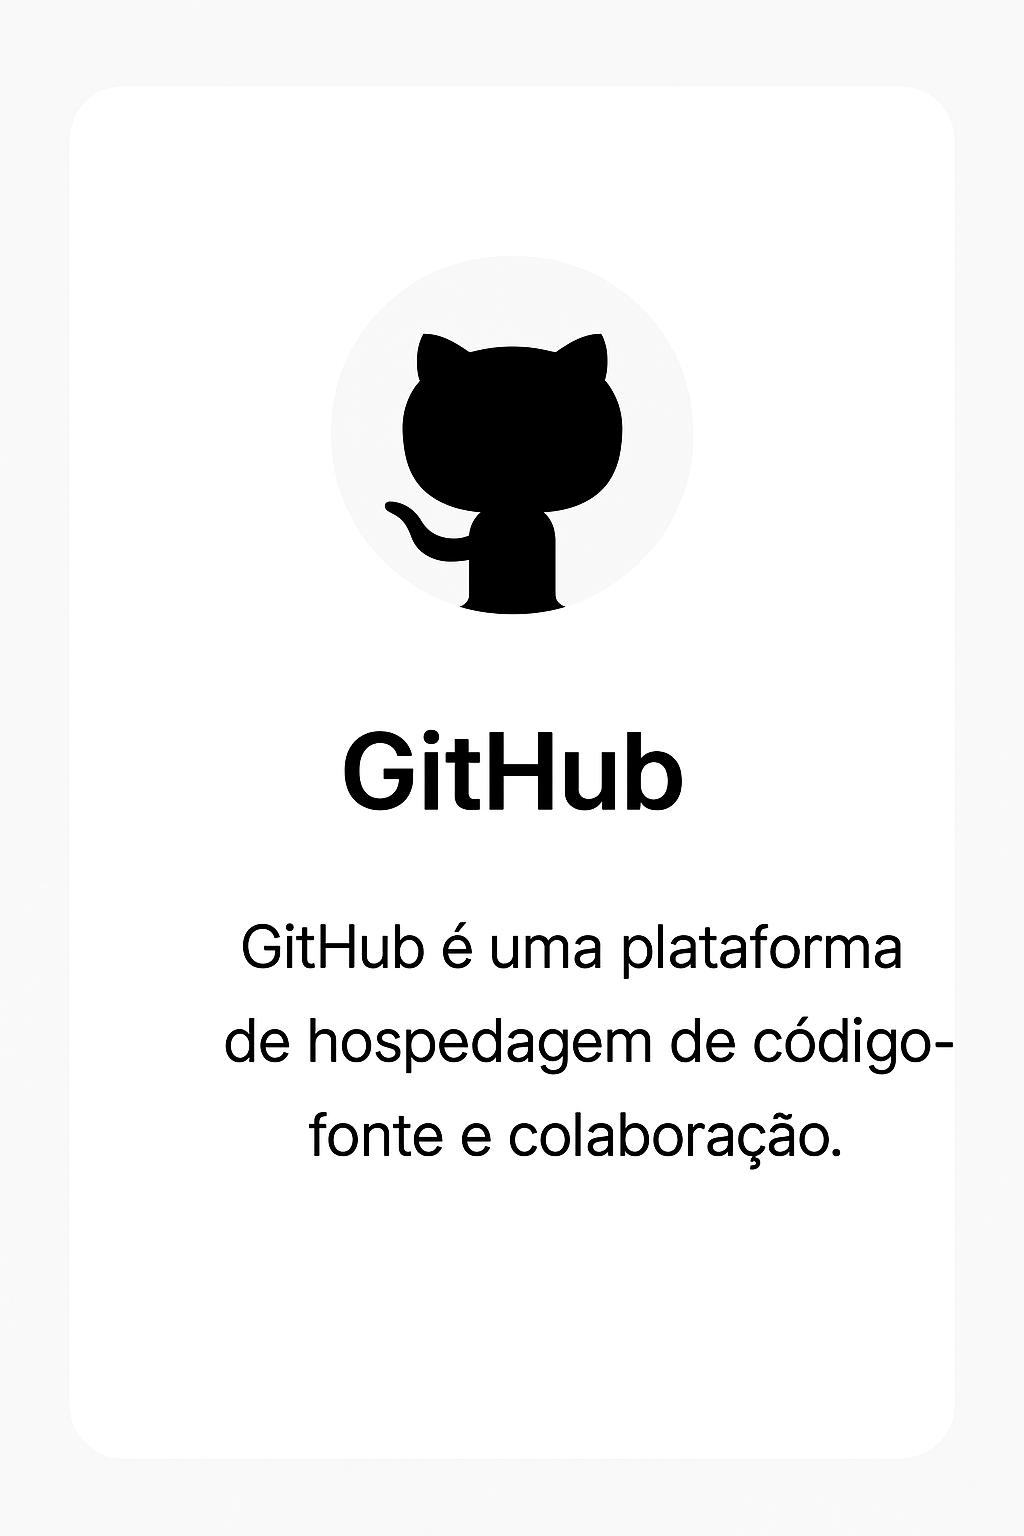 GitHub
GitHub é uma plataforma
de hospedagem de código-
fonte e colaboração.